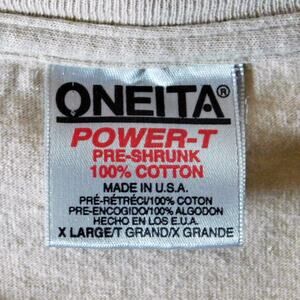 ONEITA®
POWER-T
PRE-SHRUNK
100% COTTON
MADE IN U.S.A.
PRÉ-RÉTRÉCI/100% COTON
PRE-ENCOGIDO/100% ALGODON
HECHO EN LOS E.U.A.
X LARGE/T GRAND/X GRANDE